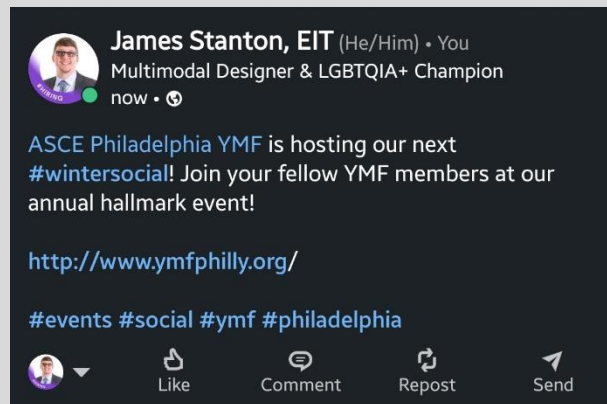 James Stanton, EIT (He/Him) • You
Multimodal Designer & LGBTQIA+ Champion
now •
#HIRING
ASCE Philadelphia YMF is hosting our next
#wintersocial! Join your fellow YMF members at our
annual hallmark event!
http://www.ymfphilly.org/
#events #social #ymf #philadelphia
Like Comment Repost Send